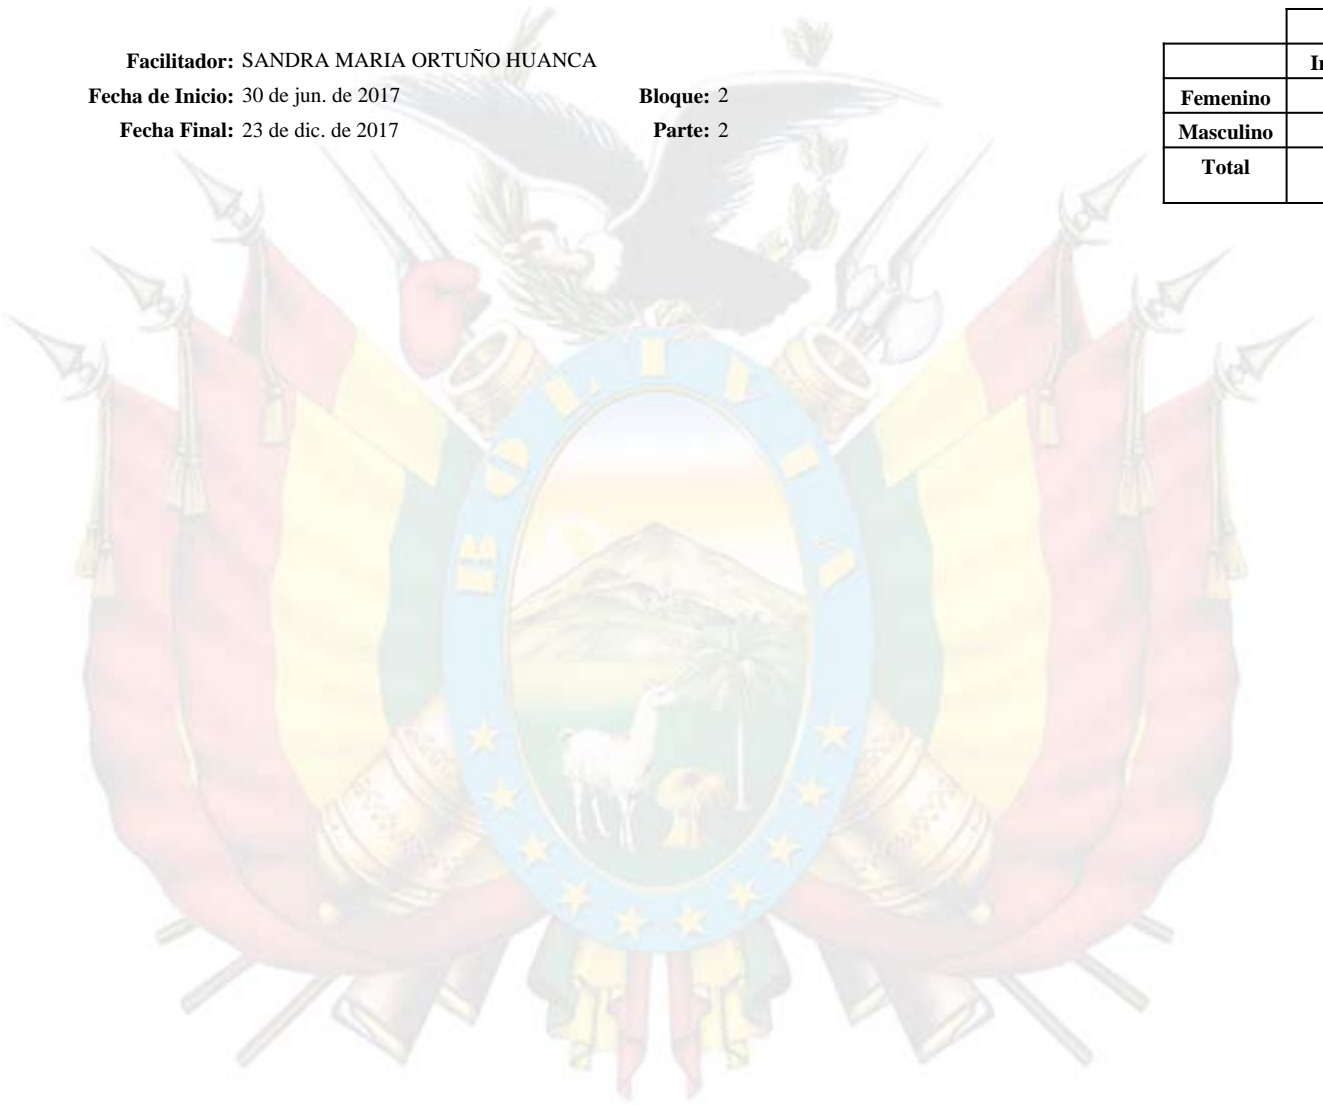 Facilitador: SANDRA MARIA ORTUÑO HUANCA
Fecha de Inicio: 30 de jun. de 2017 Bloque: 2
Fecha Final: 23 de dic. de 2017 Parte: 2
Femenino
Masculino
Total
BOLIVIA